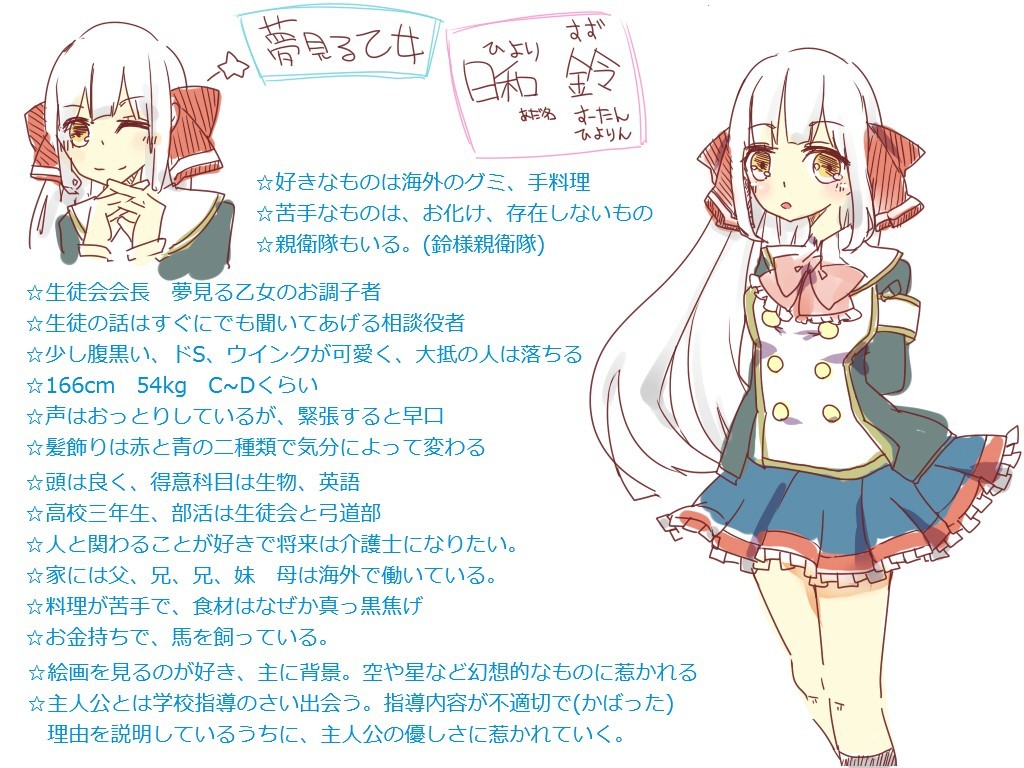 夢見る乙女
ひより すず
日和 鈴
あだ名 すーたん
ひよりん
☆好きなものは海外のグミ、手料理
☆苦手なものは、お化け、存在しないもの
☆親衛隊もいる。(鈴様親衛隊)
☆生徒会会長　夢見る乙女のお調子者
☆生徒の話はすぐにでも聞いてあげる相談役者
☆少し腹黒い、ドS、ウインクが可愛く、大抵の人は落ちる
☆166cm　54kg　C~Dくらい
☆声はおっとりしているが、緊張すると早口
☆髪飾りは赤と青の二種類で気分によって変わる
☆頭は良く、得意科目は生物、英語
☆高校三年生、部活は生徒会と弓道部
☆人と関わることが好きで将来は介護士になりたい。
☆家には父、兄、兄、妹　母は海外で働いている。
☆料理が苦手で、食材はなぜか真っ黒焦げ
☆お金持ちで、馬を飼っている。
☆絵画を見るのが好き、主に背景。空や星など幻想的なものに惹かれる
☆主人公とは学校指導のさい出会う。指導内容が不適切で(かばった)
理由を説明しているうちに、主人公の優しさに惹かれていく。